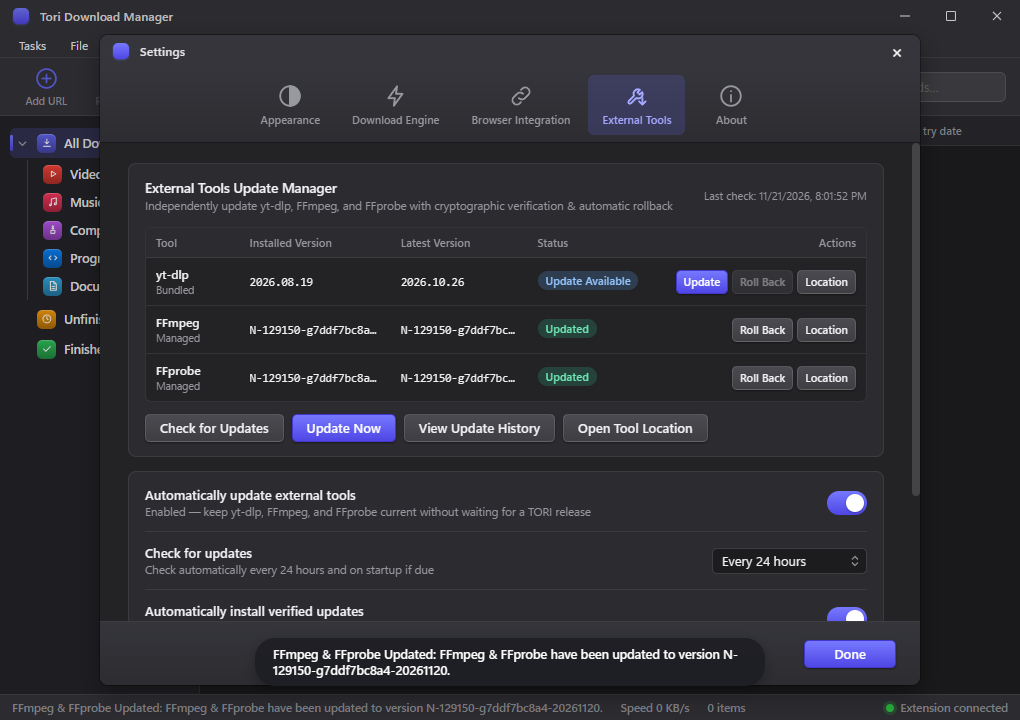 Tori Download Manager
Tasks File
Settings
Add URL
ds...
Appearance Download Engine Browser Integration External Tools About
try date
All Do
Video
Music
Comp
Progr
Docu
Unfini
Finishe
External Tools Update Manager
Independently update yt-dlp, FFmpeg, and FFprobe with cryptographic verification & automatic rollback
Last check: 11/21/2026, 8:01:52 PM
Tool Installed Version Latest Version Status Actions
yt-dlp
Bundled
2026.08.19 2026.10.26 Update Available Update Roll Back Location
FFmpeg
Managed
N-129150-g7ddf7bc8a… N-129150-g7ddf7bc… Updated Roll Back Location
FFprobe
Managed
N-129150-g7ddf7bc8a… N-129150-g7ddf7bc… Updated Roll Back Location
Check for Updates Update Now View Update History Open Tool Location
Automatically update external tools
Enabled — keep yt-dlp, FFmpeg, and FFprobe current without waiting for a TORI release
Check for updates
Check automatically every 24 hours and on startup if due
Every 24 hours
Automatically install verified updates
FFmpeg & FFprobe Updated: FFmpeg & FFprobe have been updated to version N-
129150-g7ddf7bc8a4-20261120.
Done
FFmpeg & FFprobe Updated: FFmpeg & FFprobe have been updated to version N-129150-g7ddf7bc8a4-20261120. Speed 0 KB/s 0 items Extension connected